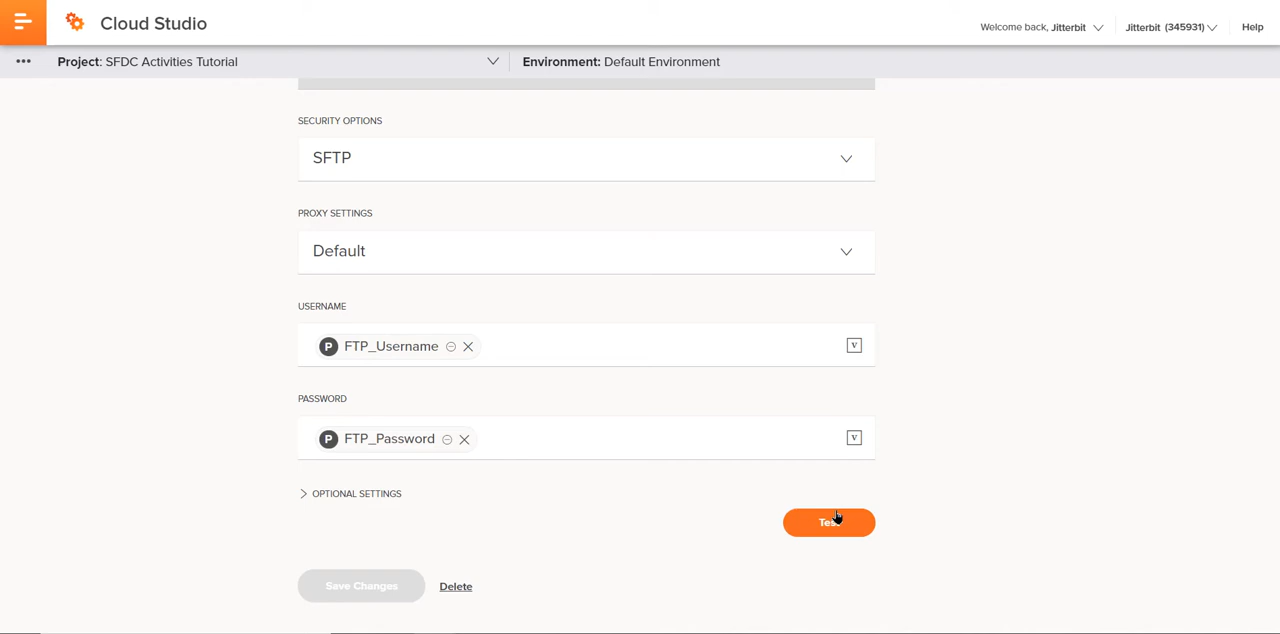 Cloud Studio
Welcome back, Jitterbit
Jitterbit (345931)
Help
Project: SFDC Activities Tutorial
Environment: Default Environment
SECURITY OPTIONS
SFTP
PROXY SETTINGS
Default
USERNAME
P FTP_Username
V
PASSWORD
P FTP_Password
V
OPTIONAL SETTINGS
Test
Save Changes
Delete